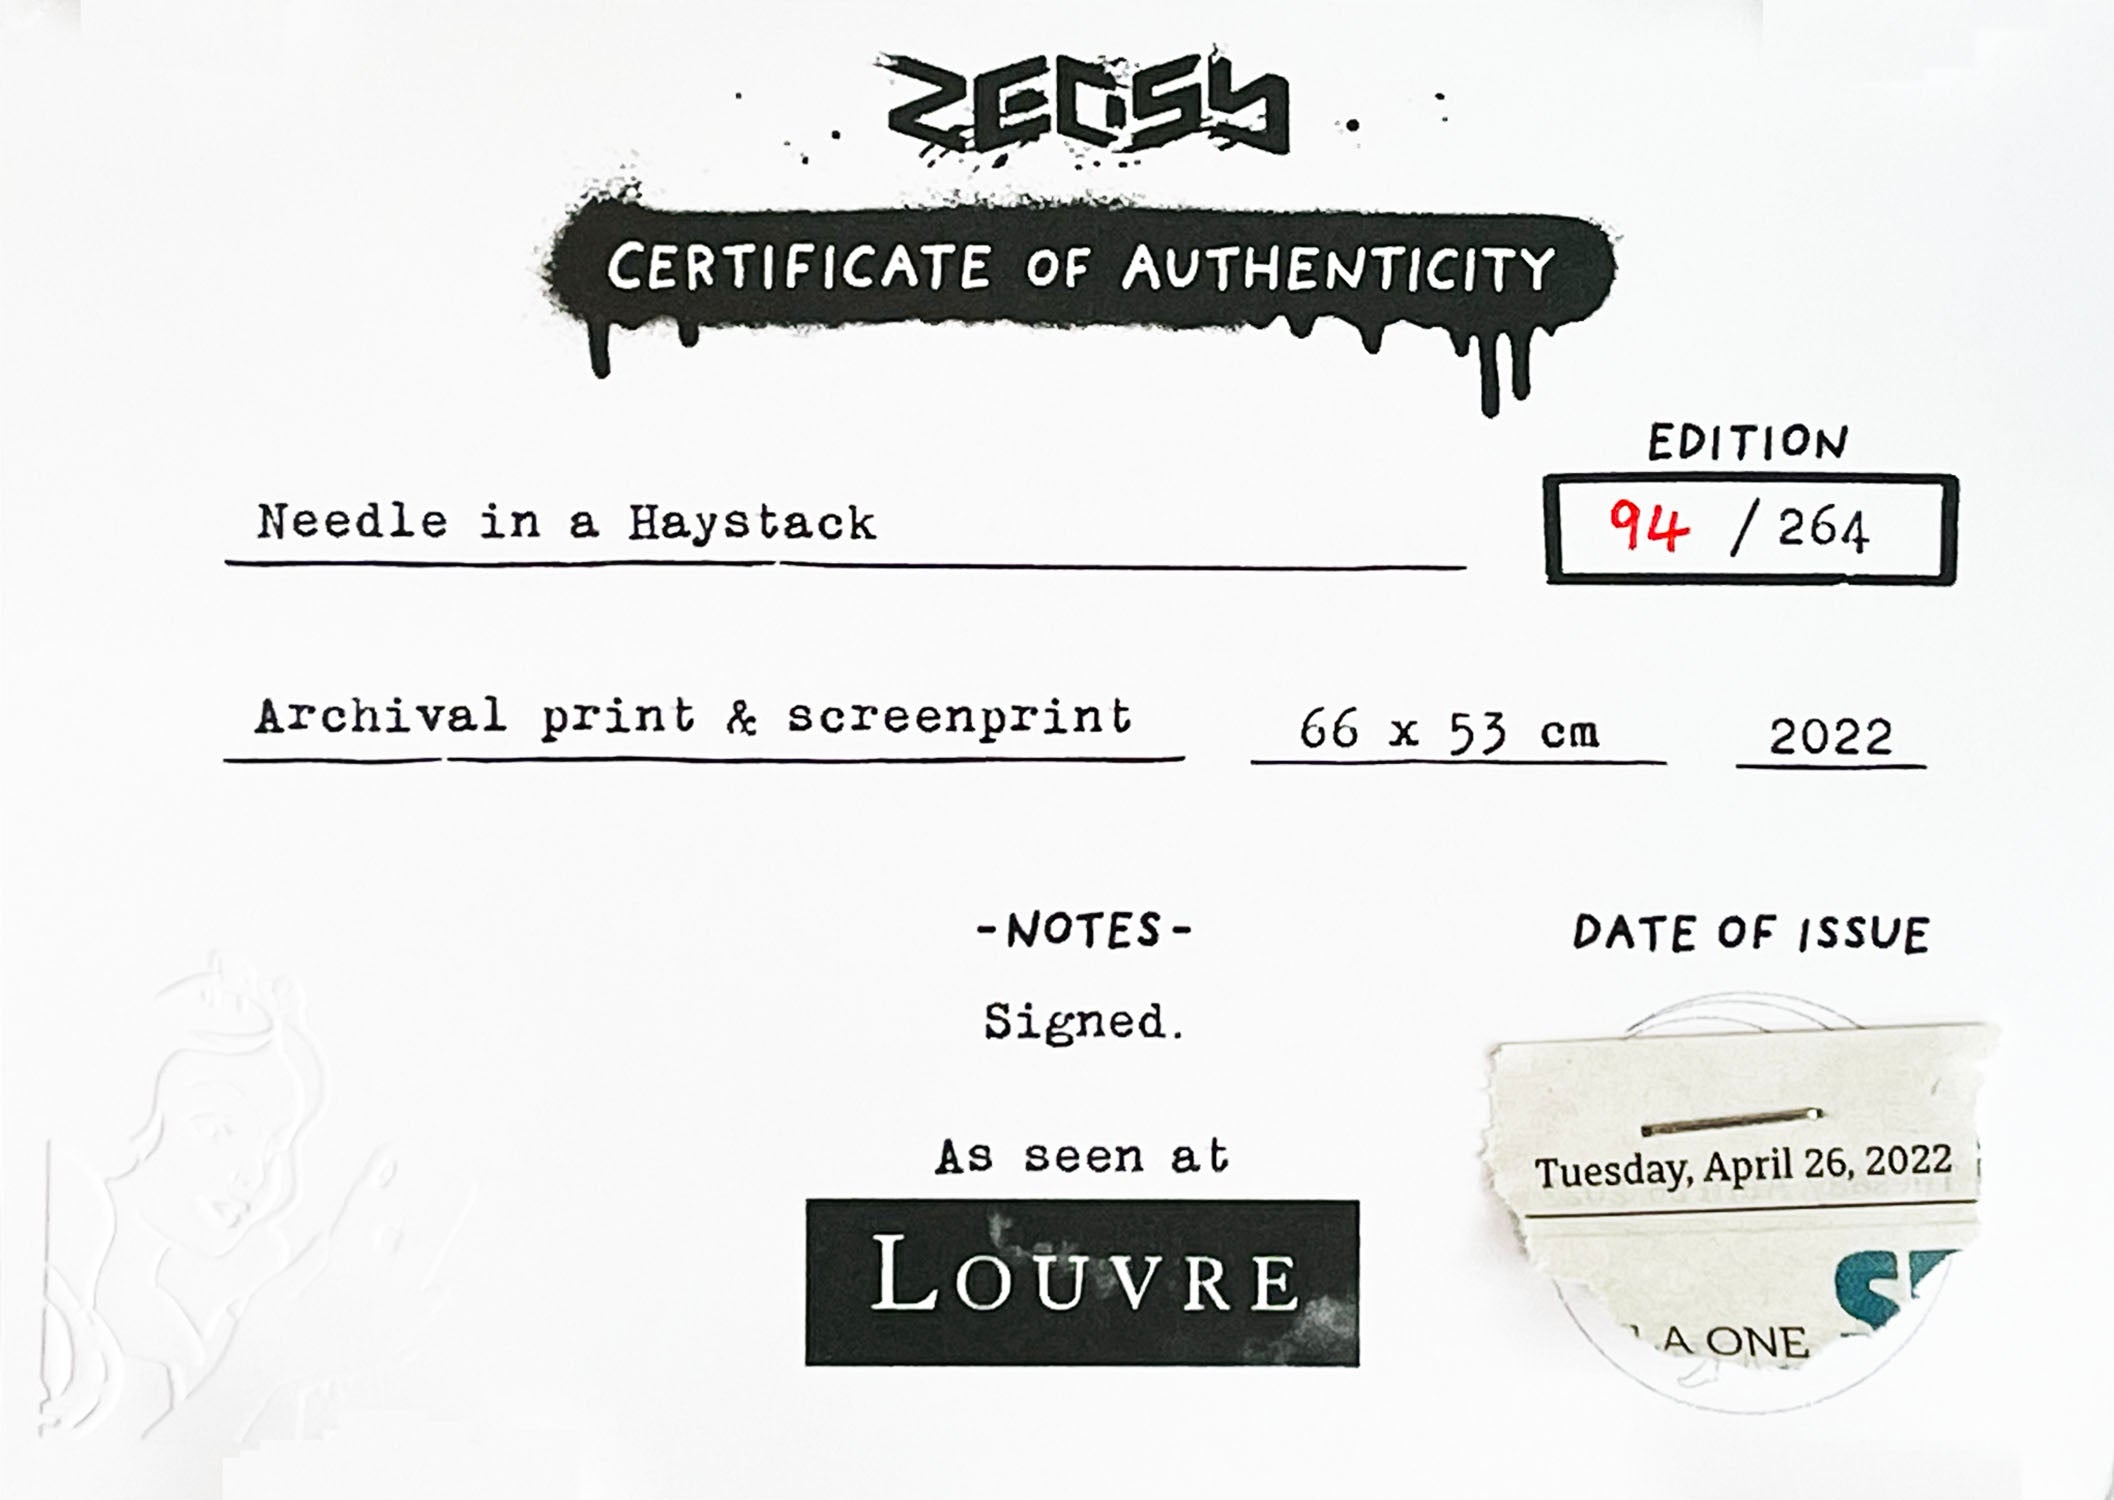 ZEDSY
CERTIFICATE OF AUTHENTICITY
EDITION
Needle in a Haystack
94 / 264
Archival print & screenprint 66 x 53 cm 2022
-NOTES-
DATE OF ISSUE
Signed.
As seen at
Tuesday, April 26, 2022
LOUVRE
A ONE